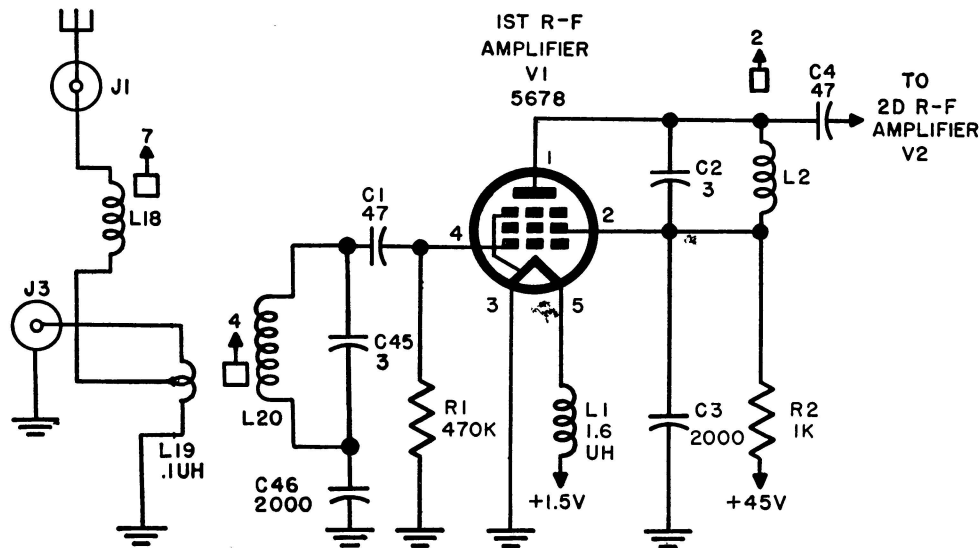 1ST R-F
AMPLIFIER
V1
5678
J1
7
L18
J3
4
L20
L19
.1UH
C1
47
C45
3
C46
2000
R1
470K
1
2
3
4
5
L1
1.6
UH
+1.5V
C2
3
C3
2000
2
L2
R2
1K
+45V
C4
47
TO
2D R-F
AMPLIFIER
V2